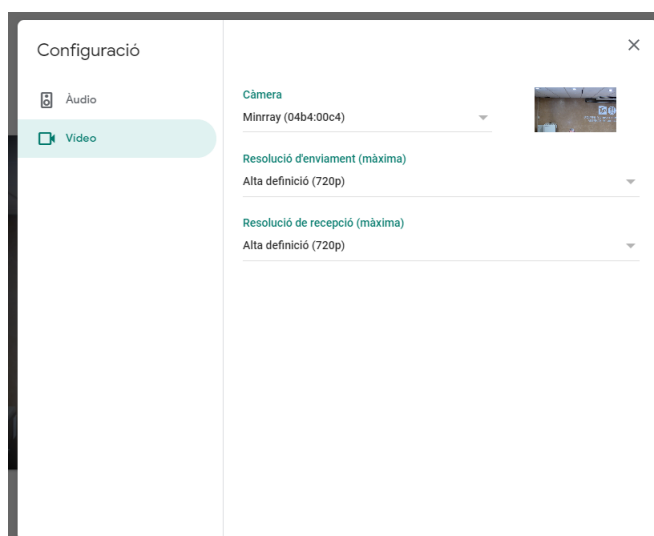 Configuració
Àudio
Vídeo
Càmera
Minrray (04b4:00c4)
Resolució d'enviament (màxima)
Alta definició (720p)
Resolució de recepció (màxima)
Alta definició (720p)